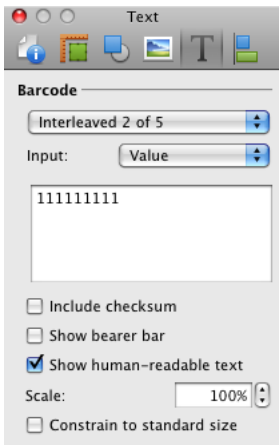 Text
T
Barcode
Interleaved 2 of 5
Input: Value
111111111
Include checksum
Show bearer bar
Show human-readable text
Scale: 100%
Constrain to standard size